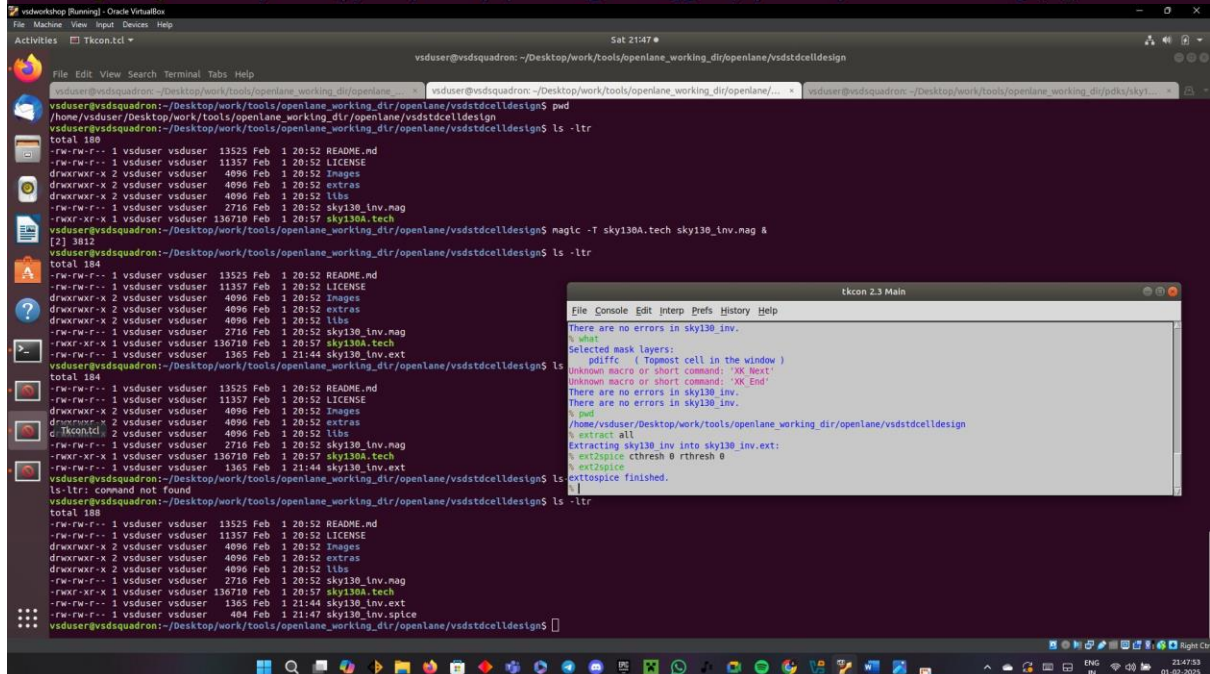 vsdworkshop [Running] - Oracle VirtualBox
File Machine View Input Devices Help
Activities Tkcon.tcl Sat 21:47
vsduser@vsdsquadron: ~/Desktop/work/tools/openlane_working_dir/openlane/vsdstdcelldesign
File Edit View Search Terminal Tabs Help
vsduser@vsdsquadron: ~/Desktop/work/tools/openlane_working_dir/openlane_... × vsduser@vsdsquadron: ~/Desktop/work/tools/openlane_working_dir/openlane/... × vsduser@vsdsquadron: ~/Desktop/work/tools/openlane_working_dir/pdks/sky1... ×
vsduser@vsdsquadron:~/Desktop/work/tools/openlane_working_dir/openlane/vsdstdcelldesign$ pwd
/home/vsduser/Desktop/work/tools/openlane_working_dir/openlane/vsdstdcelldesign
vsduser@vsdsquadron:~/Desktop/work/tools/openlane_working_dir/openlane/vsdstdcelldesign$ ls -ltr
total 180
-rw-rw-r-- 1 vsduser vsduser 13525 Feb 1 20:52 README.md
-rw-rw-r-- 1 vsduser vsduser 11357 Feb 1 20:52 LICENSE
drwxrwxr-x 2 vsduser vsduser 4096 Feb 1 20:52 Images
drwxrwxr-x 2 vsduser vsduser 4096 Feb 1 20:52 extras
drwxrwxr-x 2 vsduser vsduser 4096 Feb 1 20:52 libs
-rw-rw-r-- 1 vsduser vsduser 2716 Feb 1 20:52 sky130_inv.mag
-rwxr-xr-x 1 vsduser vsduser 136710 Feb 1 20:57 sky130A.tech
vsduser@vsdsquadron:~/Desktop/work/tools/openlane_working_dir/openlane/vsdstdcelldesign$ magic -T sky130A.tech sky130_inv.mag &
[2] 3812
vsduser@vsdsquadron:~/Desktop/work/tools/openlane_working_dir/openlane/vsdstdcelldesign$ ls -ltr
total 184
-rw-rw-r-- 1 vsduser vsduser 13525 Feb 1 20:52 README.md
-rw-rw-r-- 1 vsduser vsduser 11357 Feb 1 20:52 LICENSE
drwxrwxr-x 2 vsduser vsduser 4096 Feb 1 20:52 Images
drwxrwxr-x 2 vsduser vsduser 4096 Feb 1 20:52 extras
drwxrwxr-x 2 vsduser vsduser 4096 Feb 1 20:52 libs
-rw-rw-r-- 1 vsduser vsduser 2716 Feb 1 20:52 sky130_inv.mag
-rwxr-xr-x 1 vsduser vsduser 136710 Feb 1 20:57 sky130A.tech
-rw-rw-r-- 1 vsduser vsduser 1365 Feb 1 21:44 sky130_inv.ext
vsduser@vsdsquadron:~/Desktop/work/tools/openlane_working_dir/openlane/vsdstdcelldesign$ ls
total 184
-rw-rw-r-- 1 vsduser vsduser 13525 Feb 1 20:52 README.md
-rw-rw-r-- 1 vsduser vsduser 11357 Feb 1 20:52 LICENSE
drwxrwxr-x 2 vsduser vsduser 4096 Feb 1 20:52 Images
drwxrwxr-x 2 vsduser vsduser 4096 Feb 1 20:52 extras
Tkcon.tcl 2 vsduser vsduser 4096 Feb 1 20:52 libs
-rw-rw-r-- 1 vsduser vsduser 2716 Feb 1 20:52 sky130_inv.mag
-rwxr-xr-x 1 vsduser vsduser 136710 Feb 1 20:57 sky130A.tech
-rw-rw-r-- 1 vsduser vsduser 1365 Feb 1 21:44 sky130_inv.ext
vsduser@vsdsquadron:~/Desktop/work/tools/openlane_working_dir/openlane/vsdstdcelldesign$ ls-
ls-ltr: command not found
vsduser@vsdsquadron:~/Desktop/work/tools/openlane_working_dir/openlane/vsdstdcelldesign$ ls -ltr
total 188
-rw-rw-r-- 1 vsduser vsduser 13525 Feb 1 20:52 README.md
-rw-rw-r-- 1 vsduser vsduser 11357 Feb 1 20:52 LICENSE
drwxrwxr-x 2 vsduser vsduser 4096 Feb 1 20:52 Images
drwxrwxr-x 2 vsduser vsduser 4096 Feb 1 20:52 extras
drwxrwxr-x 2 vsduser vsduser 4096 Feb 1 20:52 libs
-rw-rw-r-- 1 vsduser vsduser 2716 Feb 1 20:52 sky130_inv.mag
-rwxr-xr-x 1 vsduser vsduser 136710 Feb 1 20:57 sky130A.tech
-rw-rw-r-- 1 vsduser vsduser 1365 Feb 1 21:44 sky130_inv.ext
-rw-rw-r-- 1 vsduser vsduser 404 Feb 1 21:47 sky130_inv.spice
vsduser@vsdsquadron:~/Desktop/work/tools/openlane_working_dir/openlane/vsdstdcelldesign$
tkcon 2.3 Main
File Console Edit Interp Prefs History Help
There are no errors in sky130_inv.
% what
Selected mask layers:
pdiffc ( Topmost cell in the window )
Unknown macro or short command: 'XK_Next'
Unknown macro or short command: 'XK_End'
There are no errors in sky130_inv.
There are no errors in sky130_inv.
% pwd
/home/vsduser/Desktop/work/tools/openlane_working_dir/openlane/vsdstdcelldesign
% extract all
Extracting sky130_inv into sky130_inv.ext:
% ext2spice cthresh 0 rthresh 0
% ext2spice
exttospice finished.
%
Right Ctrl
ENG
IN
21:47:53
01-02-2025